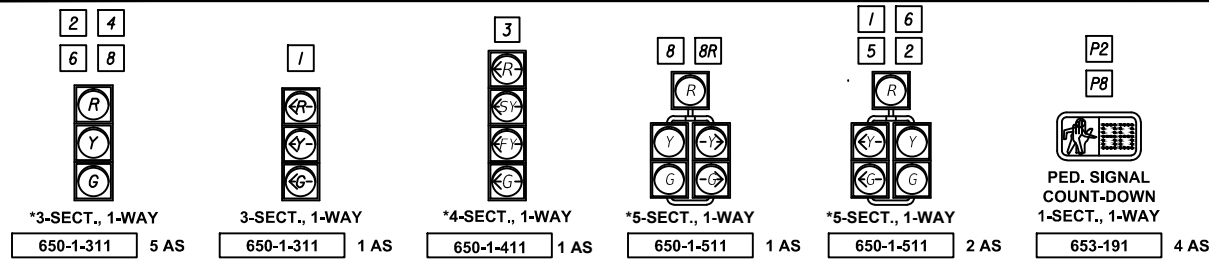 2 4
6 8
R
Y
G
*3-SECT., 1-WAY
650-1-311 5 AS
1
R
Y
G
3-SECT., 1-WAY
650-1-311 1 AS
3
R
SY
FY
G
*4-SECT., 1-WAY
650-1-411 1 AS
8 8R
R
Y Y
G G
*5-SECT., 1-WAY
650-1-511 1 AS
1 6
5 2
R
Y Y
G G
*5-SECT., 1-WAY
650-1-511 2 AS
P2
P8
88
PED. SIGNAL
COUNT-DOWN
1-SECT., 1-WAY
653-191 4 AS